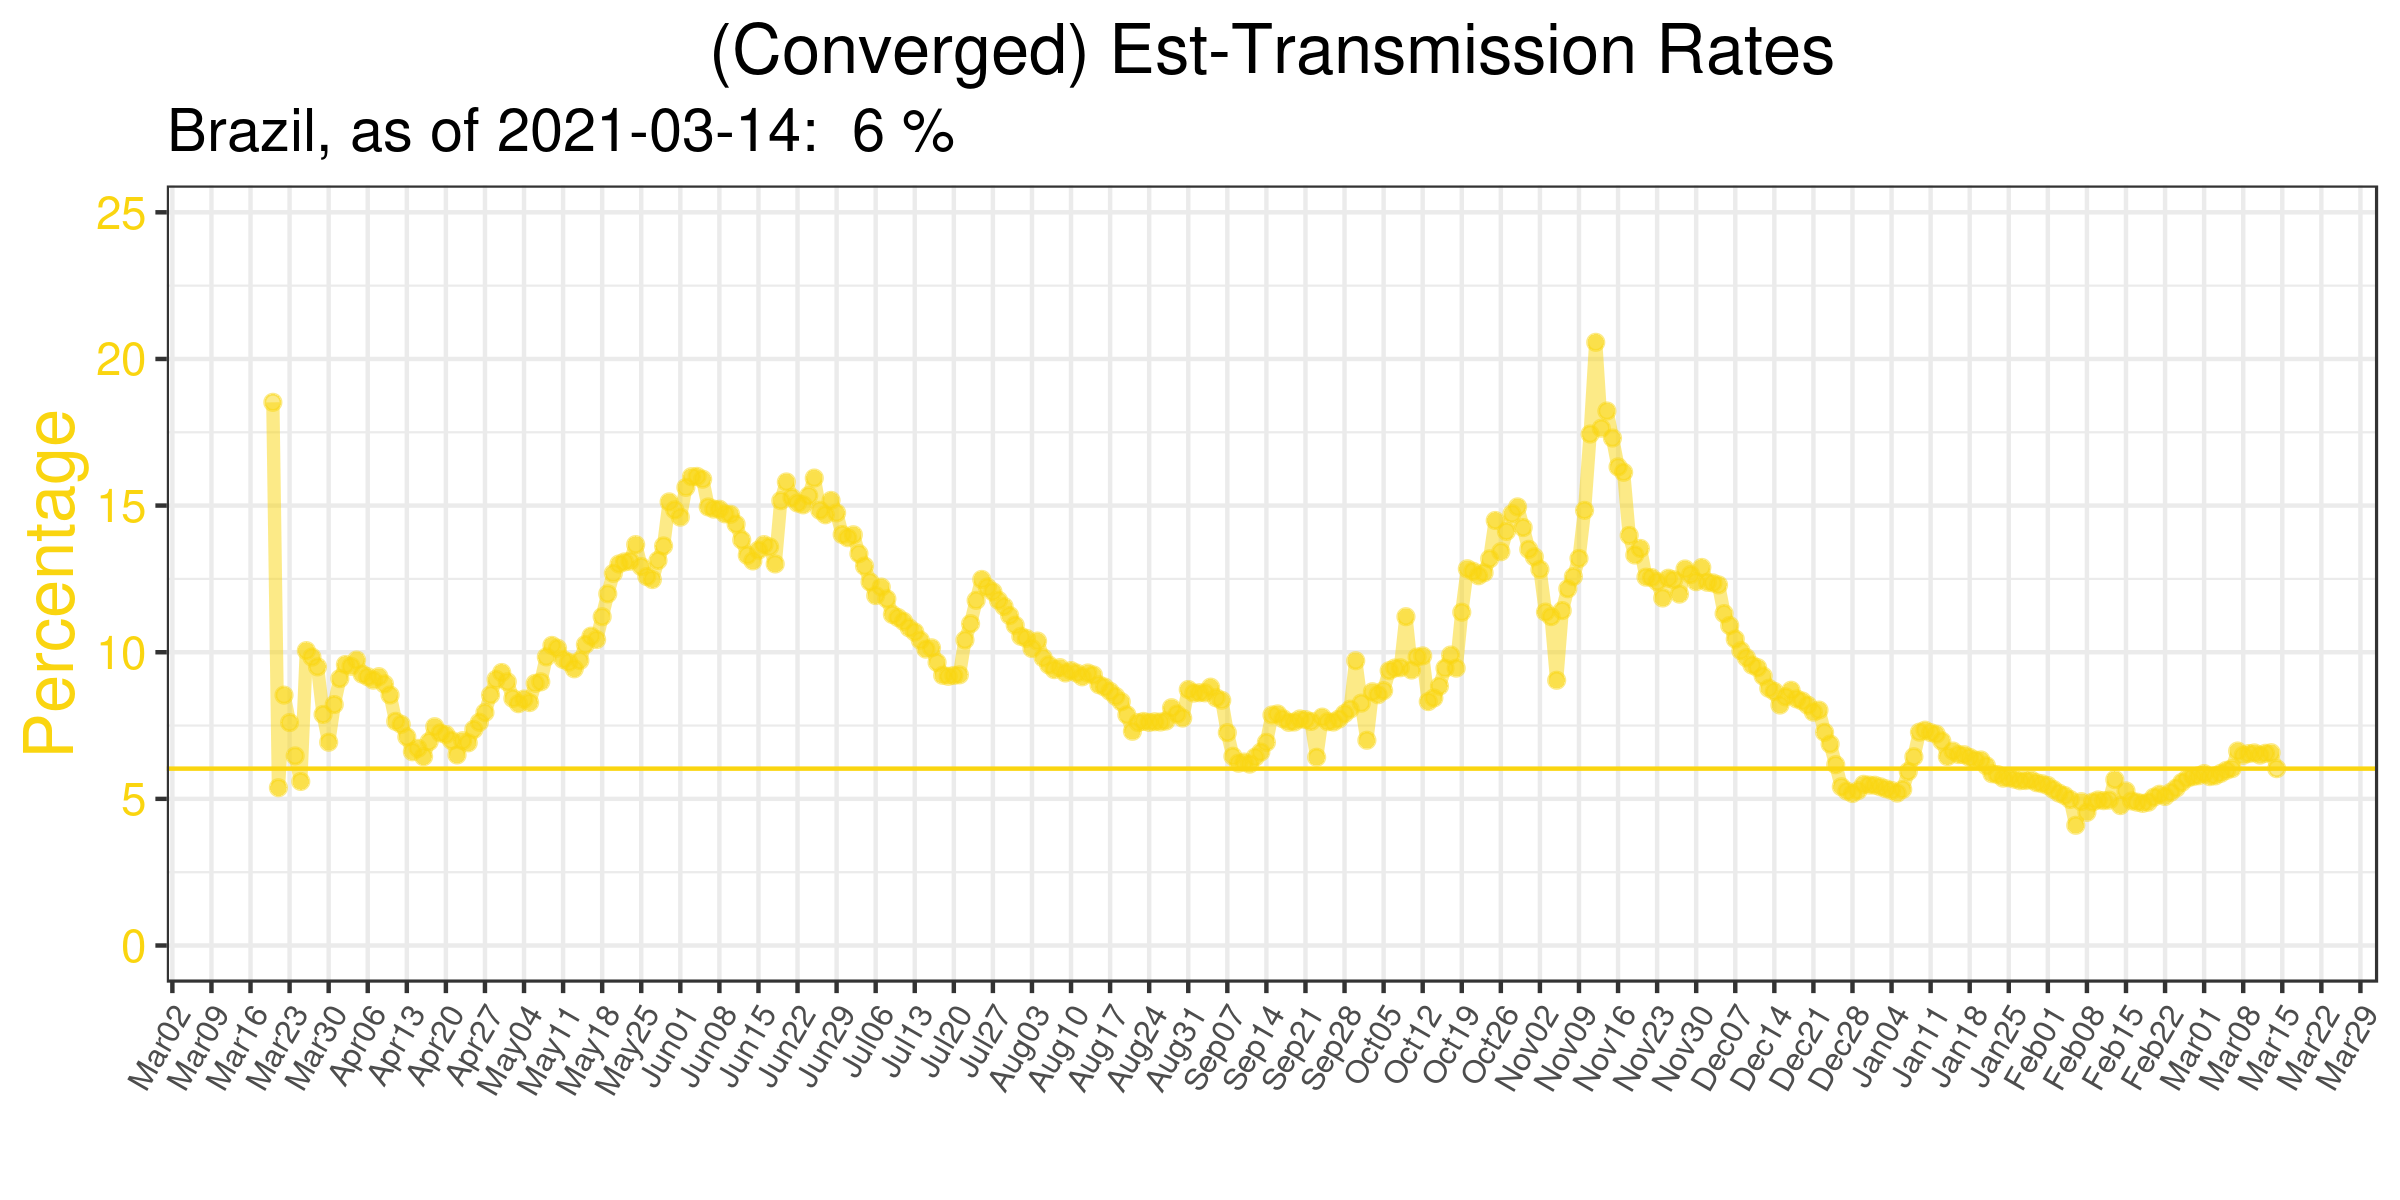 (Converged) Est-Transmission Rates
Brazil, as of 2021-03-14:  6 %
Percentage
25
20
15
10
5
0
Mar02
Mar09
Mar16
Mar23
Mar30
Apr06
Apr13
Apr20
Apr27
May04
May11
May18
May25
Jun01
Jun08
Jun15
Jun22
Jun29
Jul06
Jul13
Jul20
Jul27
Aug03
Aug10
Aug17
Aug24
Aug31
Sep07
Sep14
Sep21
Sep28
Oct05
Oct12
Oct19
Oct26
Nov02
Nov09
Nov16
Nov23
Nov30
Dec07
Dec14
Dec21
Dec28
Jan04
Jan11
Jan18
Jan25
Feb01
Feb08
Feb15
Feb22
Mar01
Mar08
Mar15
Mar22
Mar29